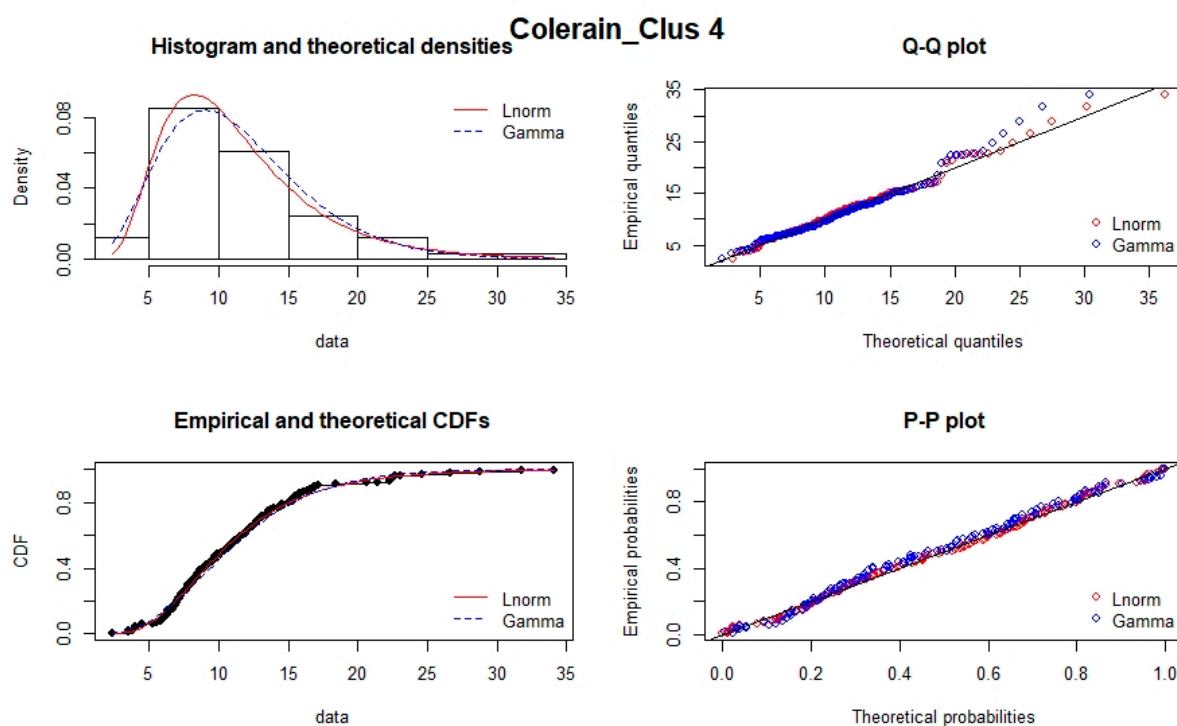 Colerain_Clus 4
Histogram and theoretical densities
Density
0.00
0.04
0.08
Lnorm
Gamma
5 10 15 20 25 30 35
data
Q-Q plot
Empirical quantiles
5
15
25
35
Lnorm
Gamma
5 10 15 20 25 30 35
Theoretical quantiles
Empirical and theoretical CDFs
CDF
0.0
0.4
0.8
Lnorm
Gamma
5 10 15 20 25 30 35
data
P-P plot
Empirical probabilities
0.0
0.4
0.8
Lnorm
Gamma
0.0 0.2 0.4 0.6 0.8 1.0
Theoretical probabilities